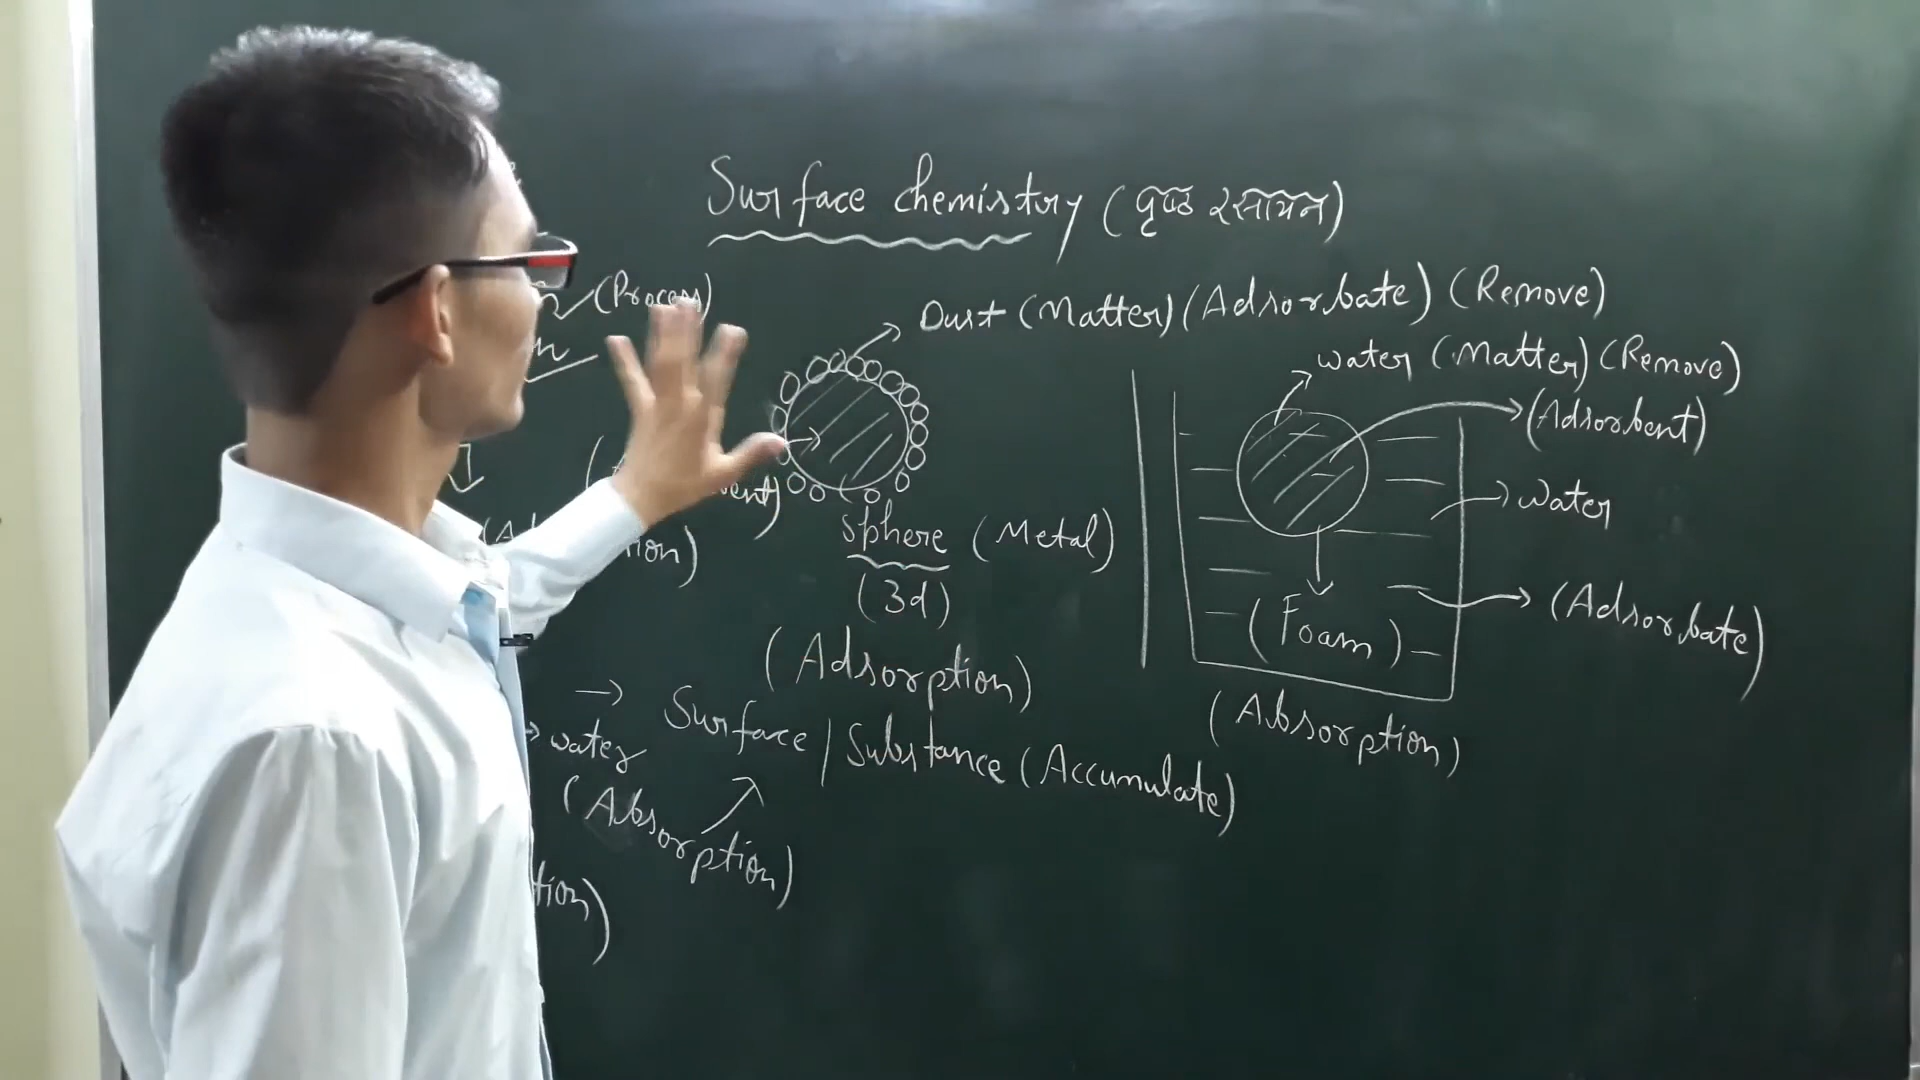 Surface chemistry (पृष्ठ रसायन)
(Process)
Dust (Matter) (Adsorbate) (Remove)
water (Matter) (Remove)
(Adsorbent)
water
sphere (Metal)
(3d)
(Foam)
(Adsorbate)
(Adsorption)
(Absorption)
→ Surface / Substance (Accumulate)
→ water
(Absorption)